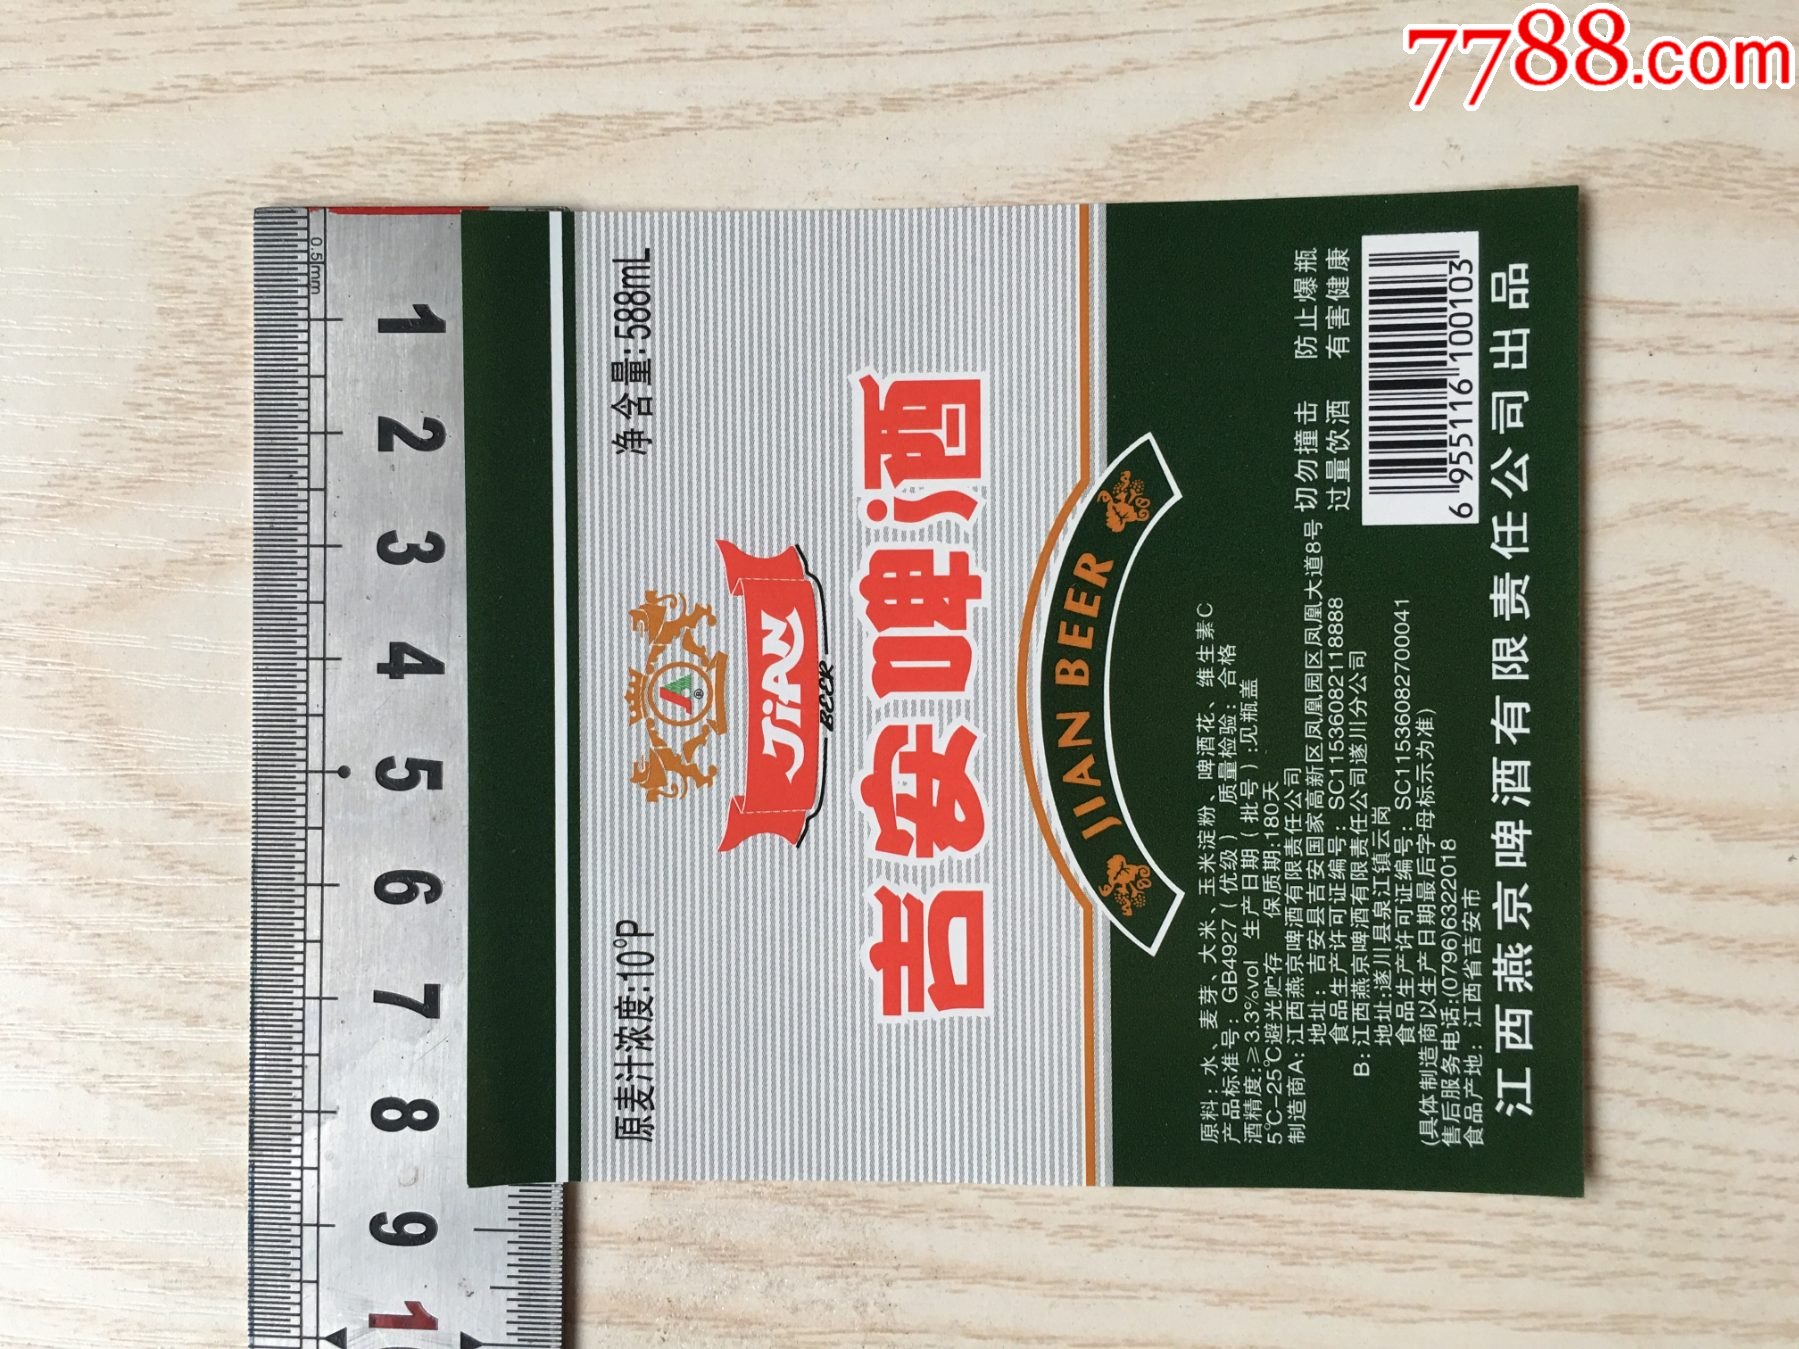 7788.com
0.5mm
1 2 3 4 5 6 7 8 9 1
原麦汁浓度:10°P
净含量:588mL
A
®
JiAN
BEER
吉安啤酒
JIAN BEER
原料:水、麦芽、大米、玉米淀粉、啤酒花、维生素C
产品标准号:GB4927(优级) 质量检验:合格
酒精度:≥3.3%vol 生产日期(批号):见瓶盖
5℃-25℃避光贮存 保质期:180天
制造商A:江西燕京啤酒有限责任公司
地址:吉安县吉安国家高新区凤凰园区凤凰大道8号
食品生产许可证编号:SC11536082118888
B:江西燕京啤酒有限责任公司遂川分公司
地址:遂川县泉江镇云岗
食品生产许可证编号:SC11536082700041
(具体制造商以生产日期最后字母标示为准)
售后服务电话:(0796)6322018
食品产地:江西省吉安市
切勿撞击 防止爆瓶
过量饮酒 有害健康
6 955116 100103
江西燕京啤酒有限责任公司出品